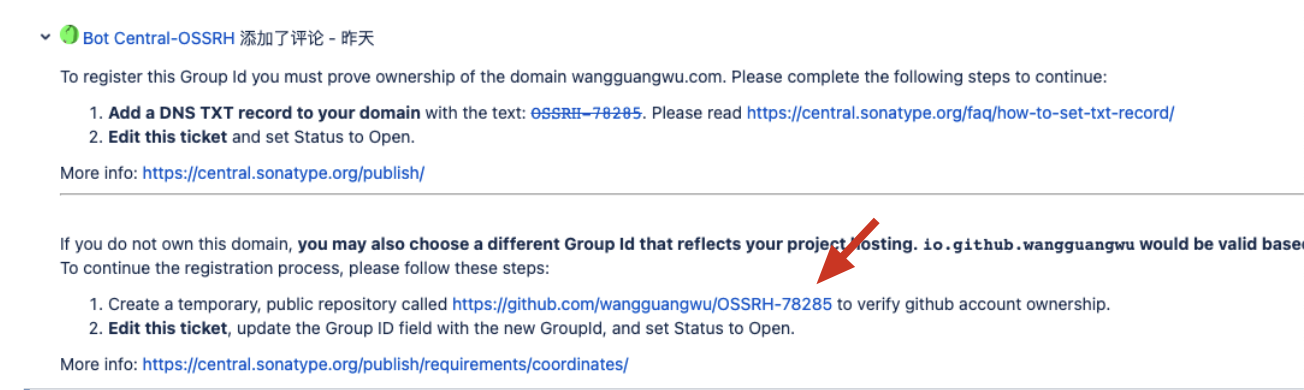 Bot Central-OSSRH 添加了评论 - 昨天
To register this Group Id you must prove ownership of the domain wangguangwu.com. Please complete the following steps to continue:
1. Add a DNS TXT record to your domain with the text: OSSRH-78285. Please read https://central.sonatype.org/faq/how-to-set-txt-record/
2. Edit this ticket and set Status to Open.
More info: https://central.sonatype.org/publish/
If you do not own this domain, you may also choose a different Group Id that reflects your project hosting. io.github.wangguangwu would be valid based
To continue the registration process, please follow these steps:
1. Create a temporary, public repository called https://github.com/wangguangwu/OSSRH-78285 to verify github account ownership.
2. Edit this ticket, update the Group ID field with the new GroupId, and set Status to Open.
More info: https://central.sonatype.org/publish/requirements/coordinates/